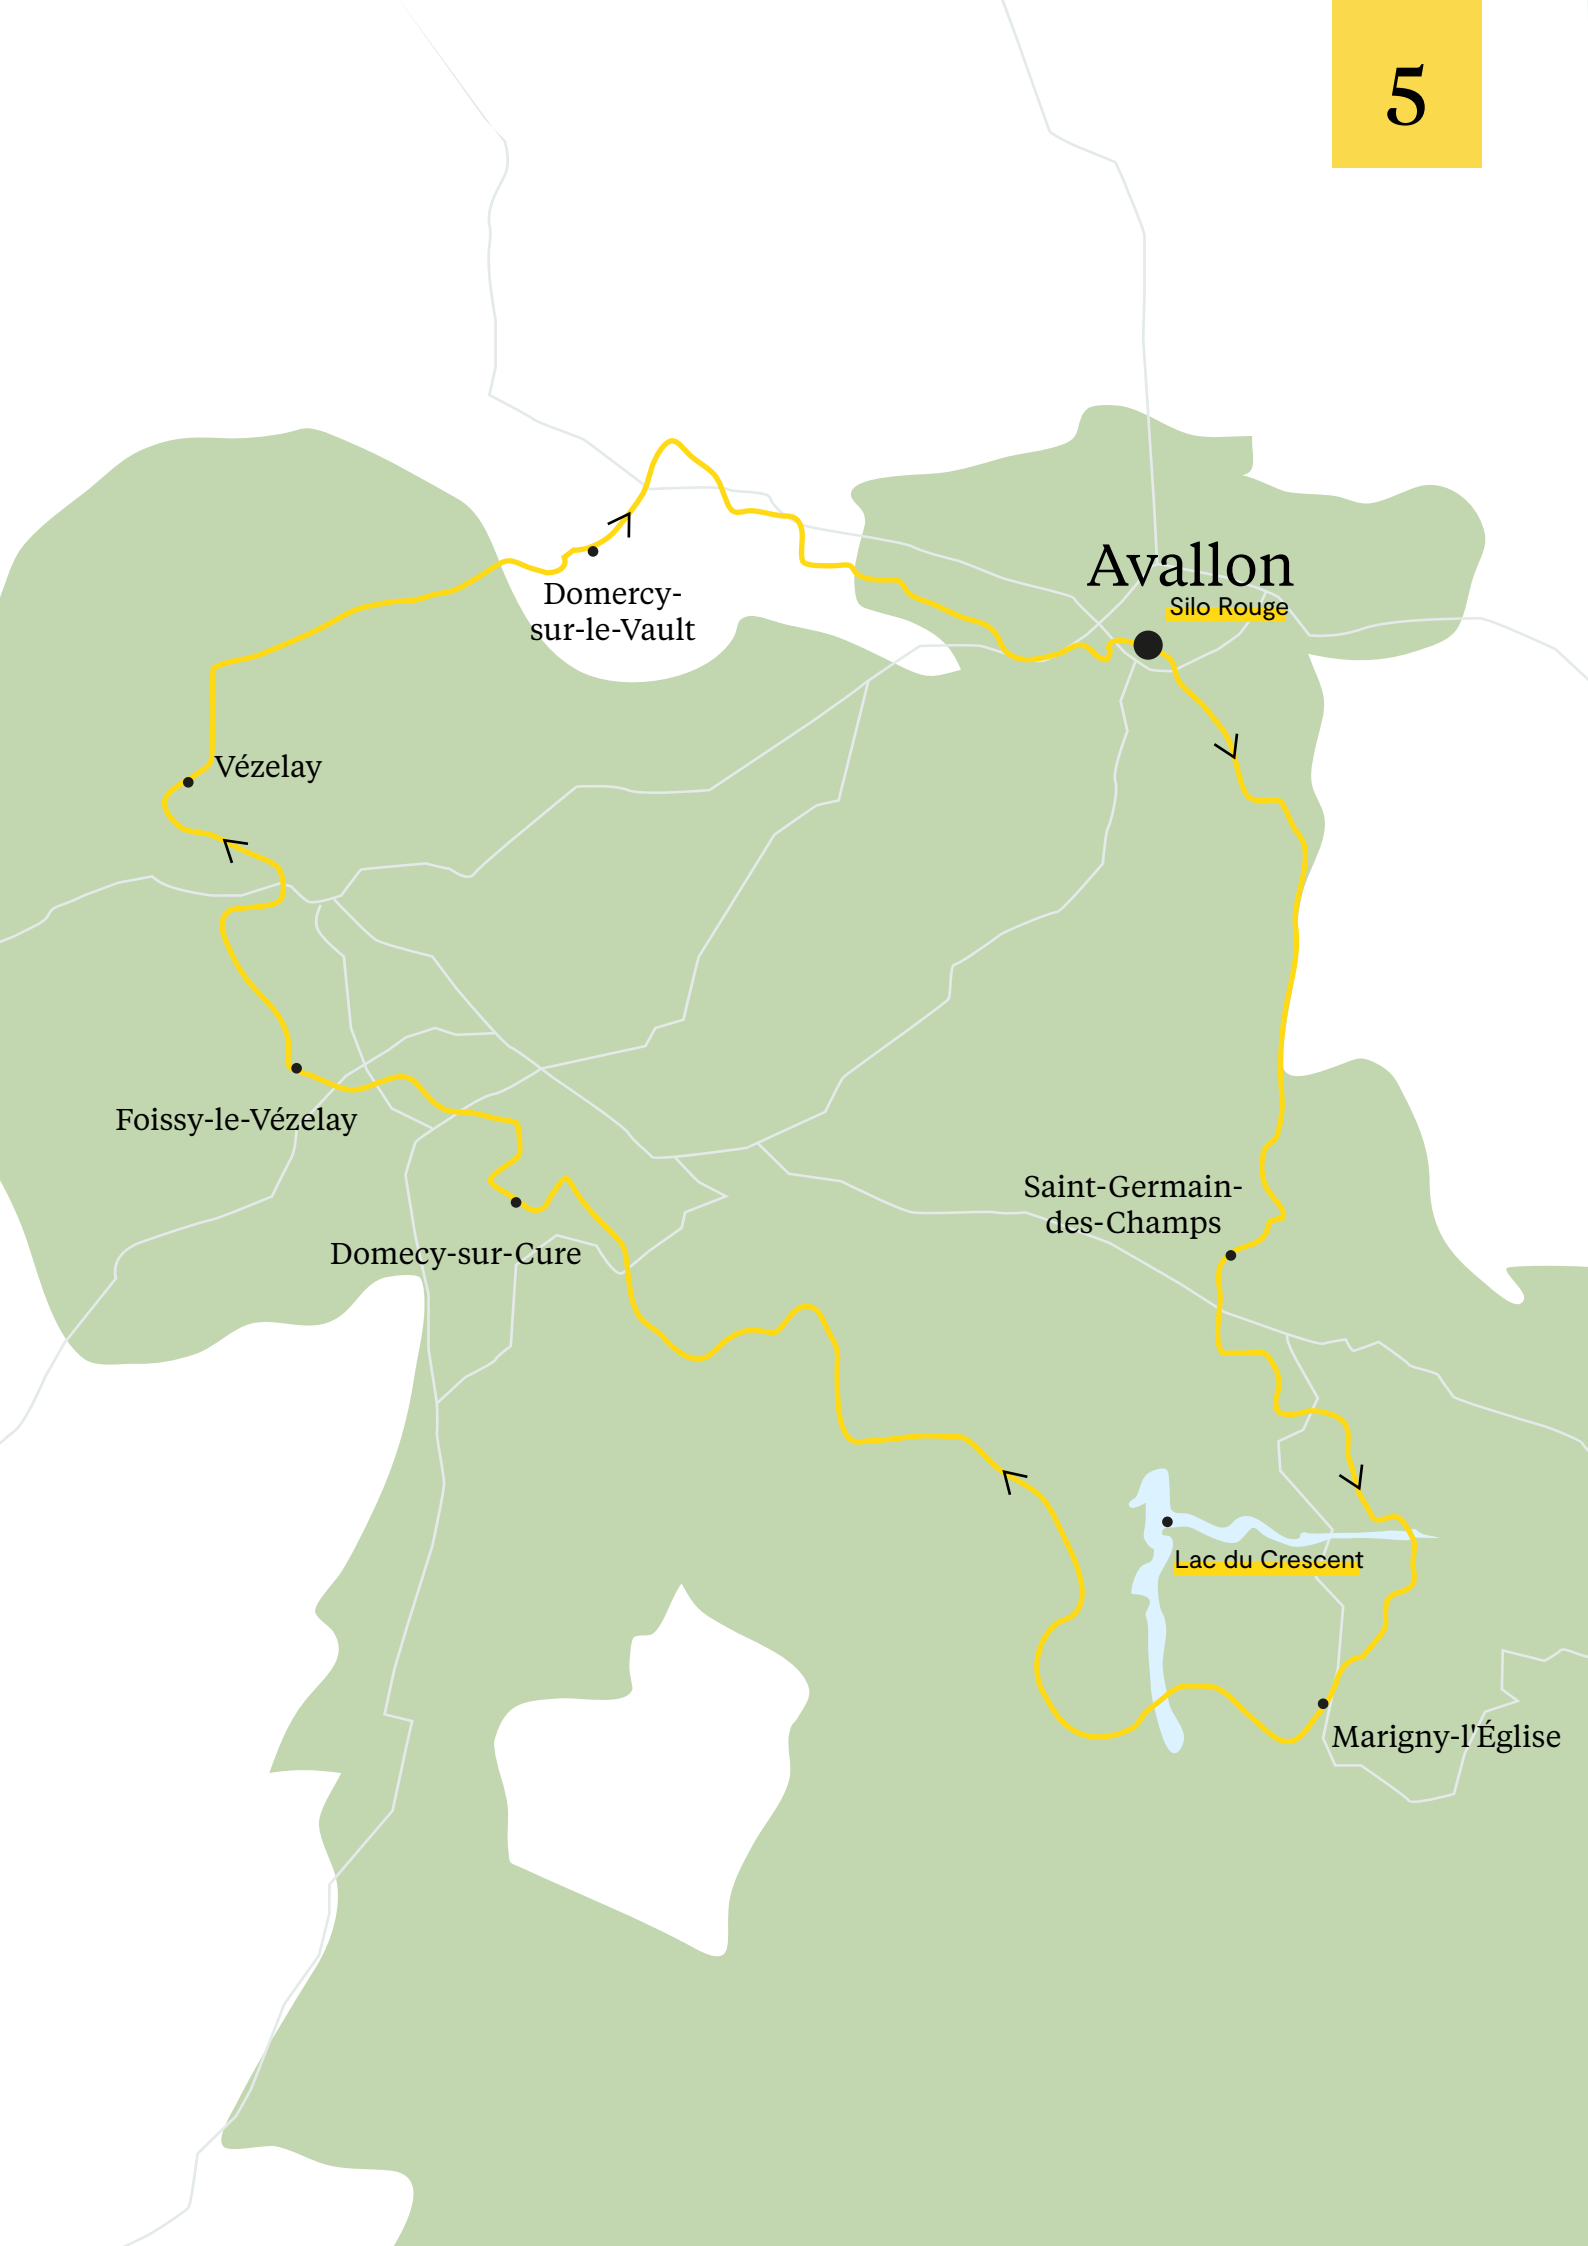 5
Avallon
Silo Rouge
Domercy-
sur-le-Vault
Vézelay
Foissy-le-Vézelay
Saint-Germain-
des-Champs
Domecy-sur-Cure
Lac du Crescent
Marigny-l'Église